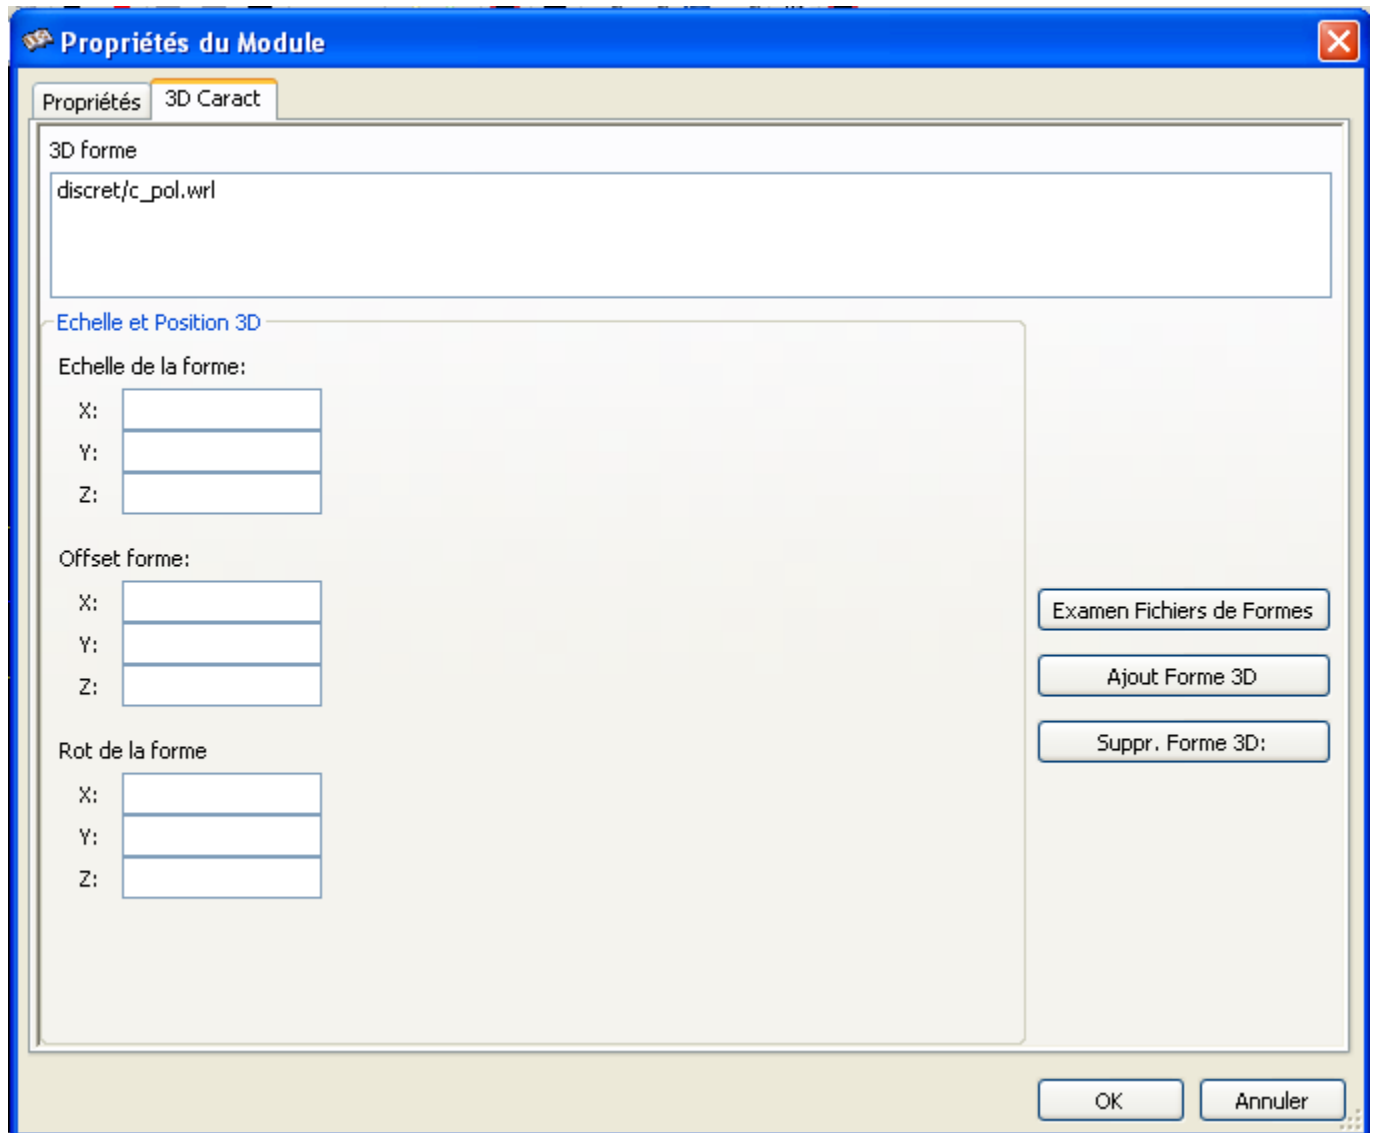 Propriétés du Module
Propriétés 3D Caract
3D forme
discret/c_pol.wrl
Echelle et Position 3D
Echelle de la forme:
X:
Y:
Z:
Offset forme:
X:
Y:
Z:
Rot de la forme
X:
Y:
Z:
Examen Fichiers de Formes
Ajout Forme 3D
Suppr. Forme 3D:
OK Annuler